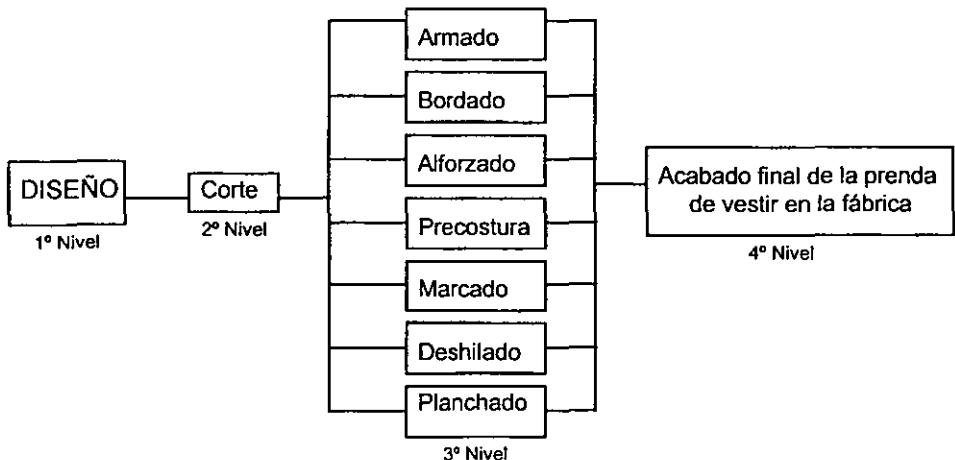 DISEÑO
1º Nivel
Corte
2º Nivel
Armado
Bordado
Alforzado
Precostura
Marcado
Deshilado
Planchado
3º Nivel
Acabado final de la prenda
de vestir en la fábrica
4º Nivel